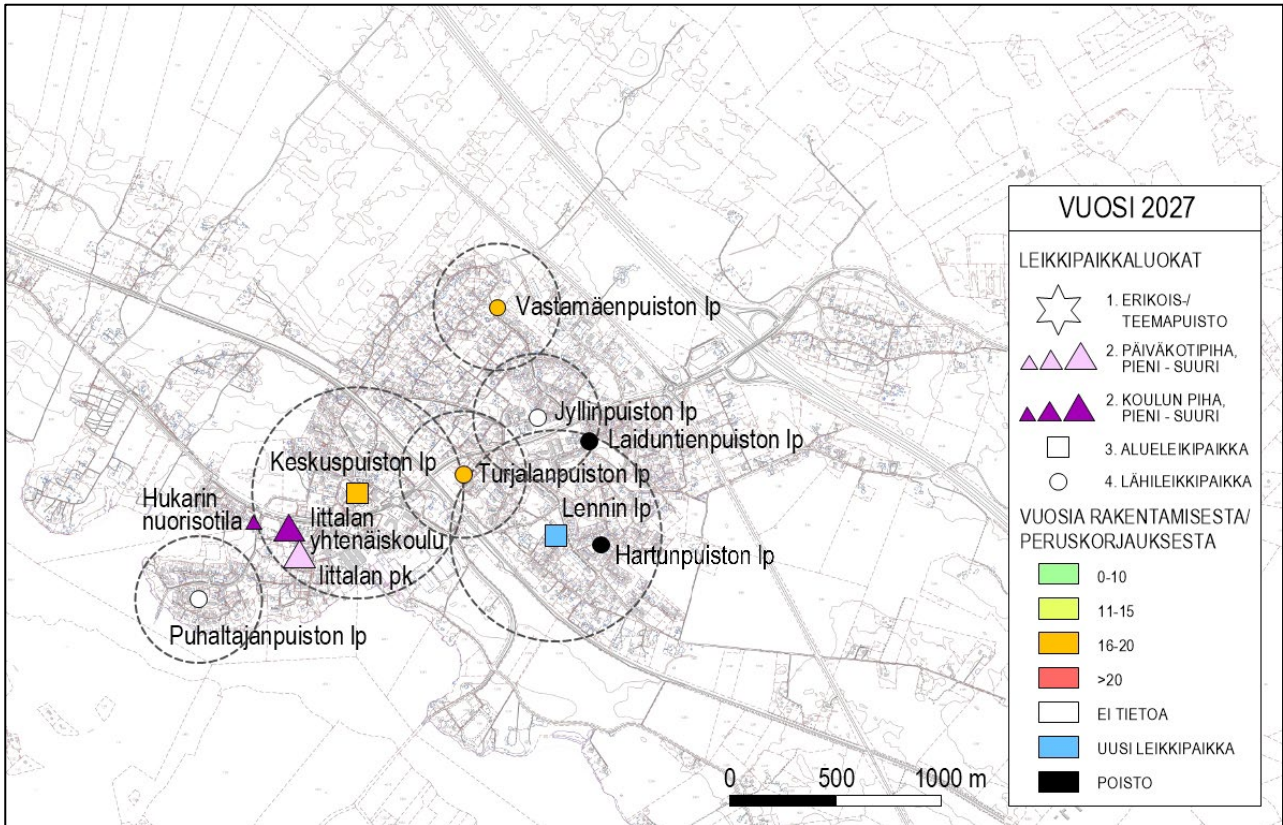 Vastamäenpuiston lp
Jyllinpuiston lp
Laiduntienpuiston lp
Keskuspuiston lp
Turjalanpuiston lp
Lennin lp
Hukarin
nuorisotila
Iittalan
yhtenäiskoulu
Hartunpuiston lp
Iittalan pk
Puhaltajanpuiston lp
0 500 1000 m
VUOSI 2027
LEIKKIPAIKKALUOKAT
1. ERIKOIS-/
TEEMAPUISTO
2. PÄIVÄKOTIPIHA,
PIENI - SUURI
2. KOULUN PIHA,
PIENI - SUURI
3. ALUELEIKIPAIKKA
4. LÄHILEIKKIPAIKKA
VUOSIA RAKENTAMISESTA/
PERUSKORJAUKSESTA
0-10
11-15
16-20
>20
EI TIETOA
UUSI LEIKKIPAIKKA
POISTO